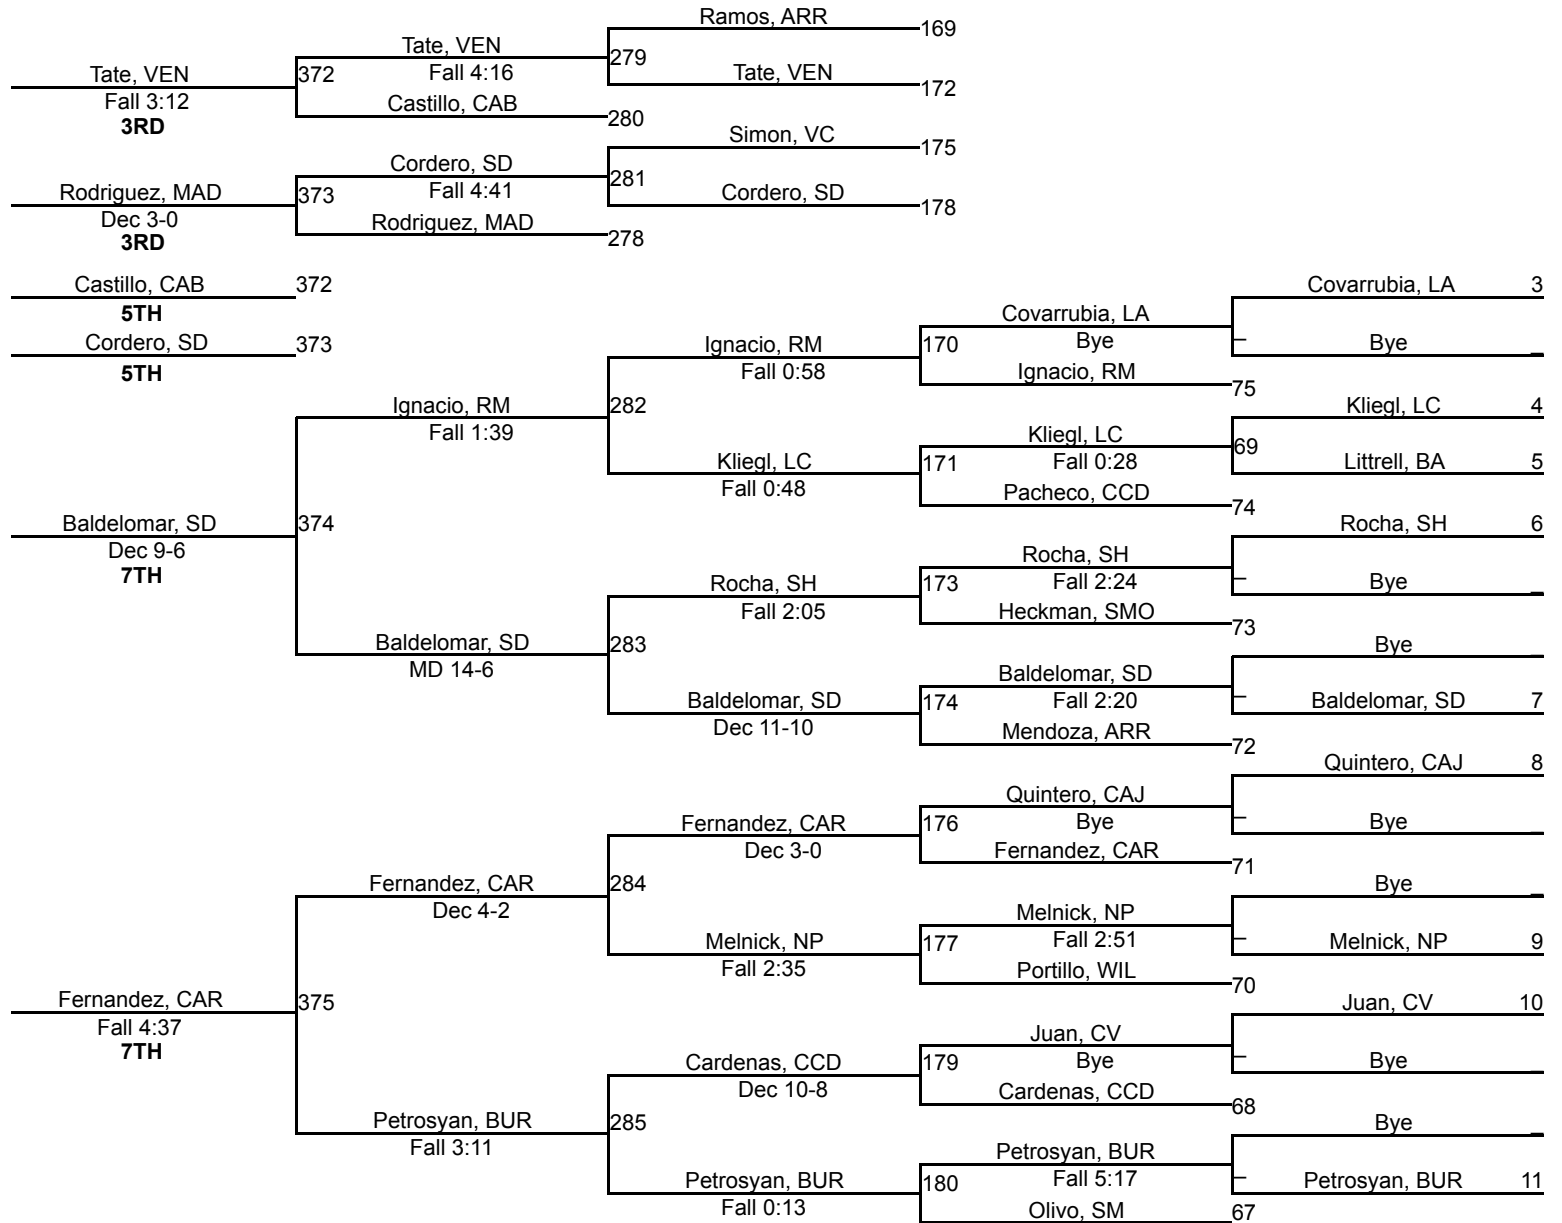 Ramos, ARR
169
Tate, VEN
279
Tate, VEN
372
Fall 4:16
Tate, VEN
172
Fall 3:12
Castillo, CAB
280
3RD
Simon, VC
175
Cordero, SD
281
Rodriguez, MAD
373
Fall 4:41
Cordero, SD
178
Dec 3-0
Rodriguez, MAD
278
3RD
Castillo, CAB
372
5TH
Cordero, SD
373
5TH
Covarrubia, LA 3
Covarrubia, LA
Ignacio, RM
170
Bye
_
Bye
_
Fall 0:58
Ignacio, RM
75
Ignacio, RM
282
Kliegl, LC 4
Fall 1:39
Kliegl, LC
69
Kliegl, LC
171
Fall 0:28
Littrell, BA 5
Fall 0:48
Pacheco, CCD
74
Baldelomar, SD
374
Rocha, SH 6
Dec 9-6
7TH
Rocha, SH
Rocha, SH
173
Fall 2:24
_
Bye
_
Fall 2:05
Heckman, SMO
73
Baldelomar, SD
283
Bye
_
MD 14-6
Baldelomar, SD
Baldelomar, SD
174
Fall 2:20
_
Baldelomar, SD 7
Dec 11-10
Mendoza, ARR
72
Quintero, CAJ 8
Quintero, CAJ
Fernandez, CAR
176
Bye
_
Bye
_
Dec 3-0
Fernandez, CAR
71
Fernandez, CAR
284
Bye
_
Dec 4-2
Melnick, NP
Melnick, NP
177
Fall 2:51
_
Melnick, NP 9
Fall 2:35
Portillo, WIL
70
Fernandez, CAR
375
Juan, CV 10
Fall 4:37
7TH
Juan, CV
Cardenas, CCD
179
Bye
_
Bye
_
Dec 10-8
Cardenas, CCD
68
Petrosyan, BUR
285
Bye
_
Fall 3:11
Petrosyan, BUR
Petrosyan, BUR
180
Fall 5:17
_
Petrosyan, BUR 11
Fall 0:13
Olivo, SM
67